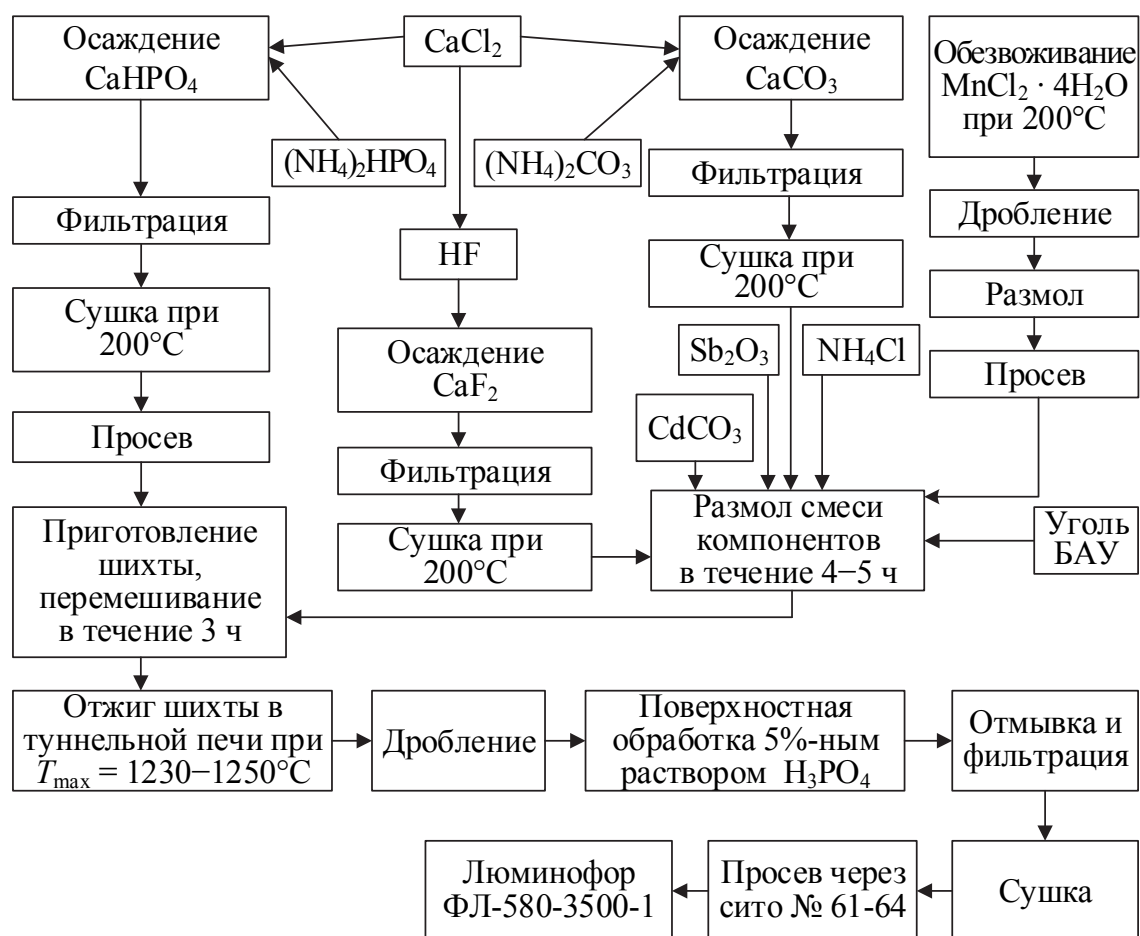 Осаждение
CaHPO₄
CaCl₂
Осаждение
CaCO₃
Обезвоживание
MnCl₂ · 4H₂O
при 200°C
(NH₄)₂HPO₄
(NH₄)₂CO₃
Фильтрация
Фильтрация
Дробление
HF
Сушка при
200°C
Сушка при
200°C
Размол
Осаждение
CaF₂
Sb₂O₃
NH₄Cl
Просев
CdCO₃
Просев
Фильтрация
Приготовление
шихты,
перемешивание
в течение 3 ч
Сушка при
200°C
Размол смеси
компонентов
в течение 4−5 ч
Уголь
БАУ
Отжиг шихты в
туннельной печи при
Tmax = 1230−1250°C
Дробление
Поверхностная
обработка 5%-ным
раствором H₃PO₄
Отмывка и
фильтрация
Люминофор
ФЛ-580-3500-1
Просев через
сито № 61-64
Сушка